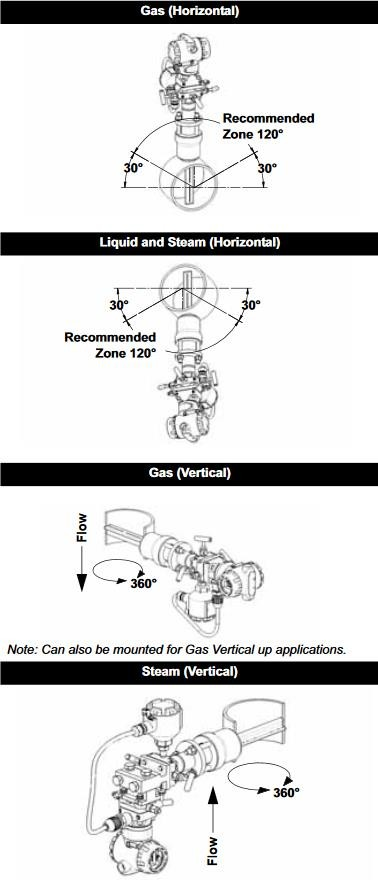 Gas (Horizontal)
Recommended
Zone 120°
30°
30°
Liquid and Steam (Horizontal)
30°
30°
Recommended
Zone 120°
Gas (Vertical)
Flow
360°
Note: Can also be mounted for Gas Vertical up applications.
Steam (Vertical)
360°
Flow